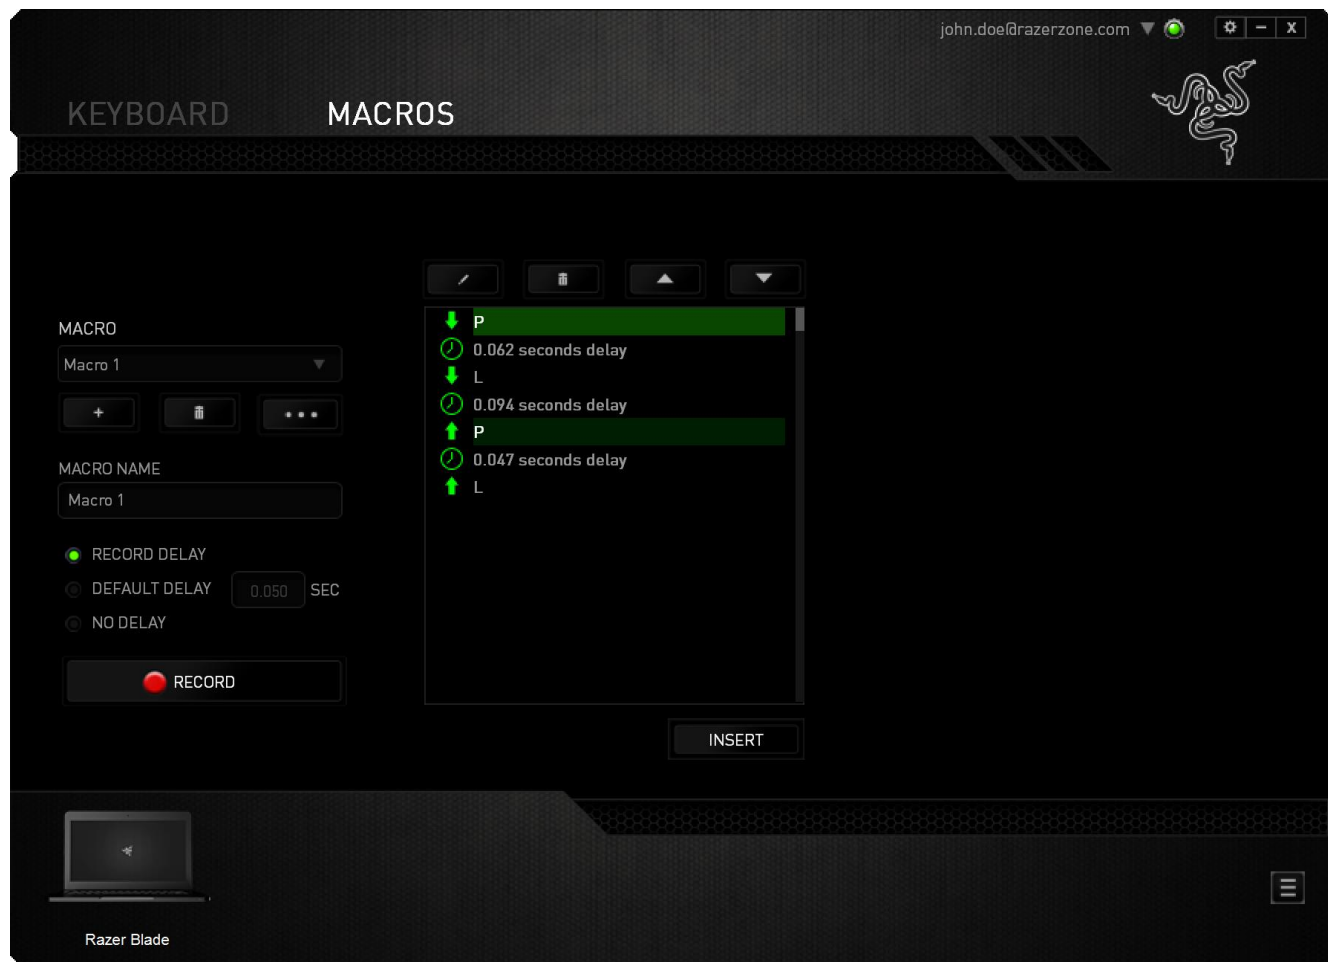 john.doe@razerzone.com
KEYBOARD
MACROS
MACRO
Macro 1
MACRO NAME
Macro 1
RECORD DELAY
DEFAULT DELAY 0.050 SEC
NO DELAY
RECORD
P
0.062 seconds delay
L
0.094 seconds delay
P
0.047 seconds delay
L
INSERT
Razer Blade